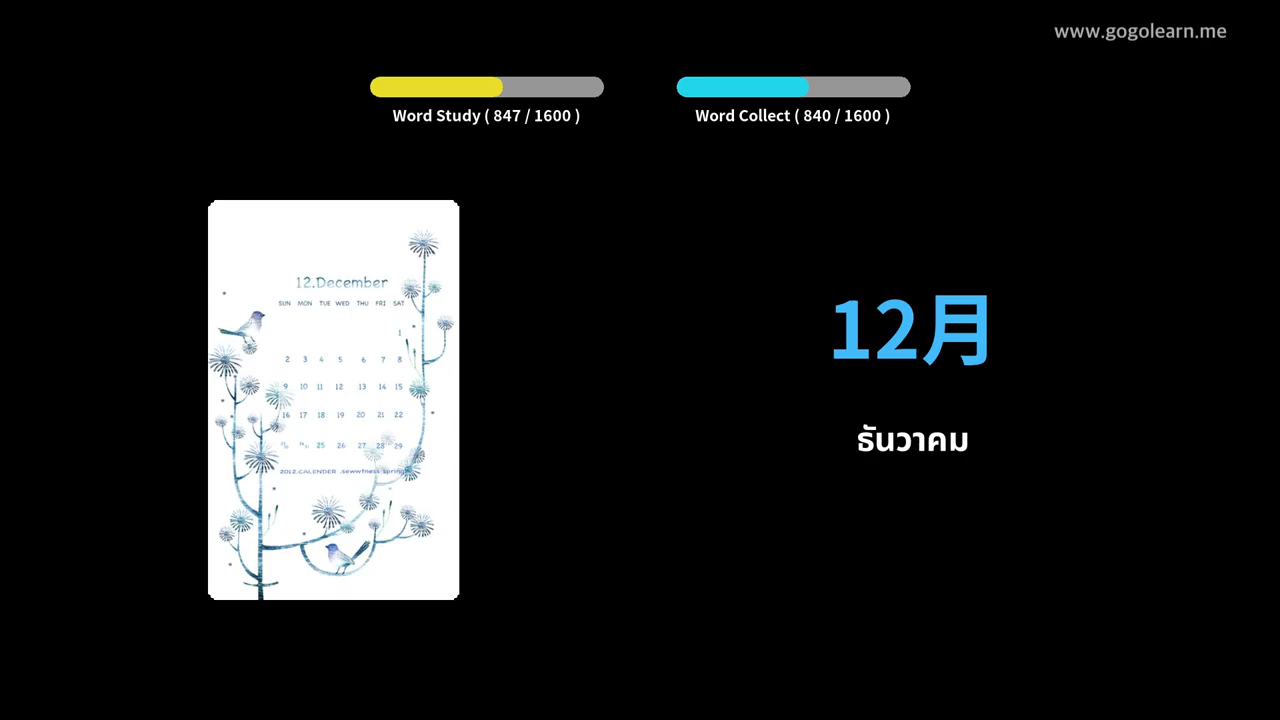 www.gogolearn.me
Word Study ( 847 / 1600 )
Word Collect ( 840 / 1600 )
12.December
SUN MON TUE WED THU FRI SAT
1
2 3 4 5 6 7 8
9 10 11 12 13 14 15
16 17 18 19 20 21 22
25 26 27 28 29
2012.CALENDER
12月
ธันวาคม